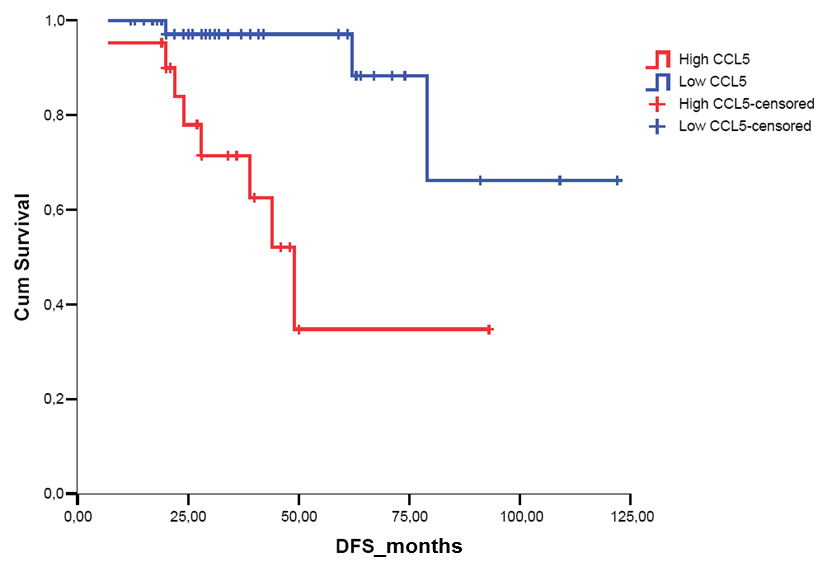 1,0
0,8
0,6
0,4
0,2
0,0
Cum Survival
0,00 25,00 50,00 75,00 100,00 125,00
DFS_months
High CCL5
Low CCL5
High CCL5-censored
Low CCL5-censored